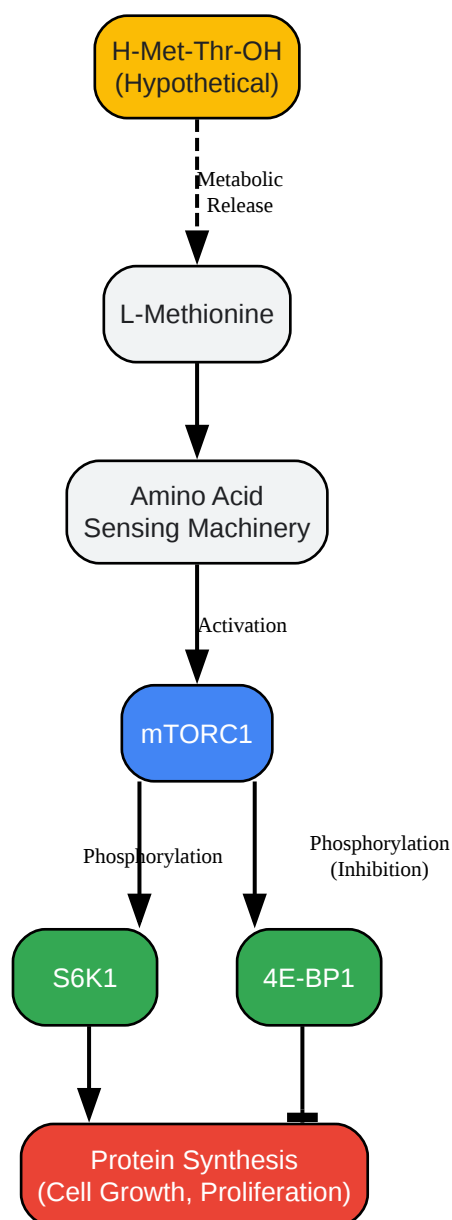 H-Met-Thr-OH
(Hypothetical)
Metabolic
Release
L-Methionine
Amino Acid
Sensing Machinery
Activation
mTORC1
Phosphorylation
Phosphorylation
(Inhibition)
S6K1
4E-BP1
Protein Synthesis
(Cell Growth, Proliferation)